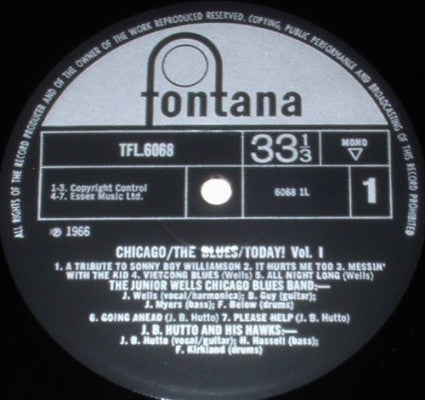 ALL RIGHTS OF THE RECORD PRODUCER AND OF THE OWNER OF THE WORK REPRODUCED RESERVED. COPYING, PUBLIC PERFORMANCE AND BROADCASTING OF THIS RECORD PROHIBITED
fontana
TFL.6068
33 1/3
MONO
1-3. Copyright Control
4-7. Essex Music Ltd.
6068 1L
1
℗ 1966
CHICAGO/THE BLUES/TODAY! Vol. 1
1. A TRIBUTE TO SONNY BOY WILLIAMSON 2. IT HURTS ME TOO 3. MESSIN'
WITH THE KID 4. VIETCONG BLUES (Wells) 5. ALL NIGHT LONG (Wells)
THE JUNIOR WELLS CHICAGO BLUES BAND:—
J. Wells (vocal/harmonica); B. Guy (guitar);
J. Myers (bass); F. Below (drums)
6. GOING AHEAD (J. B. Hutto) 7. PLEASE HELP (J. B. Hutto)
J. B. HUTTO AND HIS HAWKS:—
J. B. Hutto (vocal/guitar); H. Hassell (bass);
F. Kirkland (drums)